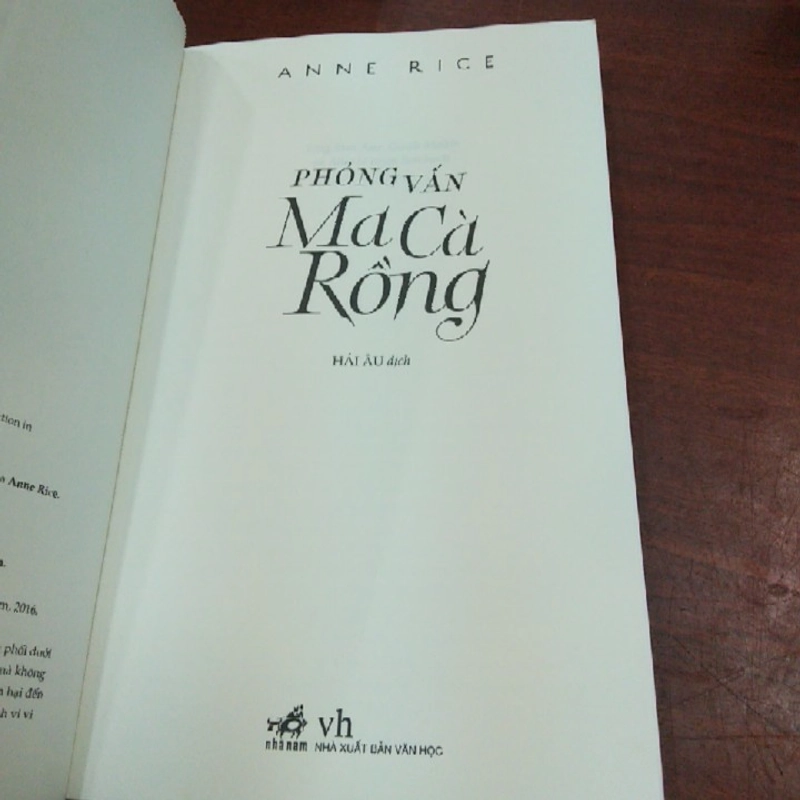 tion in
Anne Rice.
2016.
phối dưới
mà không
hại đến
h vi vi
ANNE RICE
PHỎNG VẤN
Ma Cà
Rồng
HẢI ÂU dịch
nhã nam
vh
NHÀ XUẤT BẢN VĂN HỌC